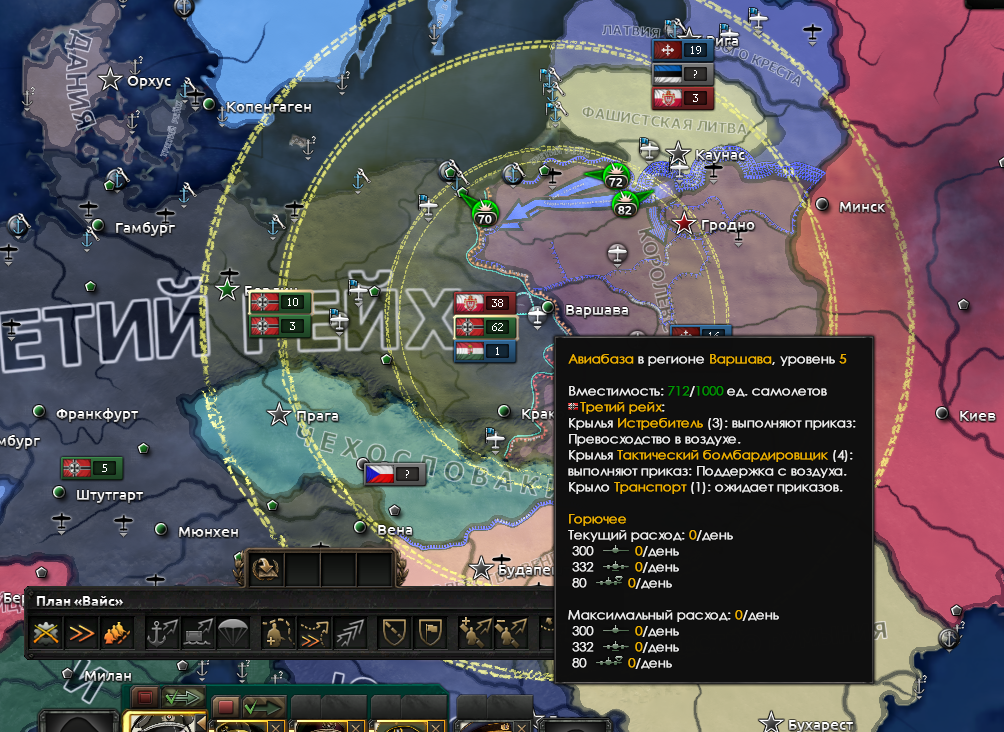 ДАНИЯ
Орхус
Копенгаген
ЛАТВИЯ
Рига
19
?
3
ФАШИСТСКАЯ ЛИТВА
Каунас
72
82
70
Минск
Гродно
Гамбург
10
3
ЕТИЙ РЕЙХ
38
62
1
Варшава
Прага
Франкфурт
мбург
ЧЕХОСЛОВАК
?
5
Штутгарт
Мюнхен
Вена
Киев
Авиабаза в регионе Варшава, уровень 5
Вместимость: 712/1000 ед. самолетов
Третий рейх:
Крылья Истребитель (3): выполняют приказ:
Превосходство в воздухе.
Крылья Тактический бомбардировщик (4):
выполняют приказ: Поддержка с воздуха.
Крыло Транспорт (1): ожидает приказов.
Горючее
Текущий расход: 0/день
300 0/день
332 0/день
80 0/день
Максимальный расход: 0/день
300 0/день
332 0/день
80 0/день
План «Вайс»
Милан
Бухарест